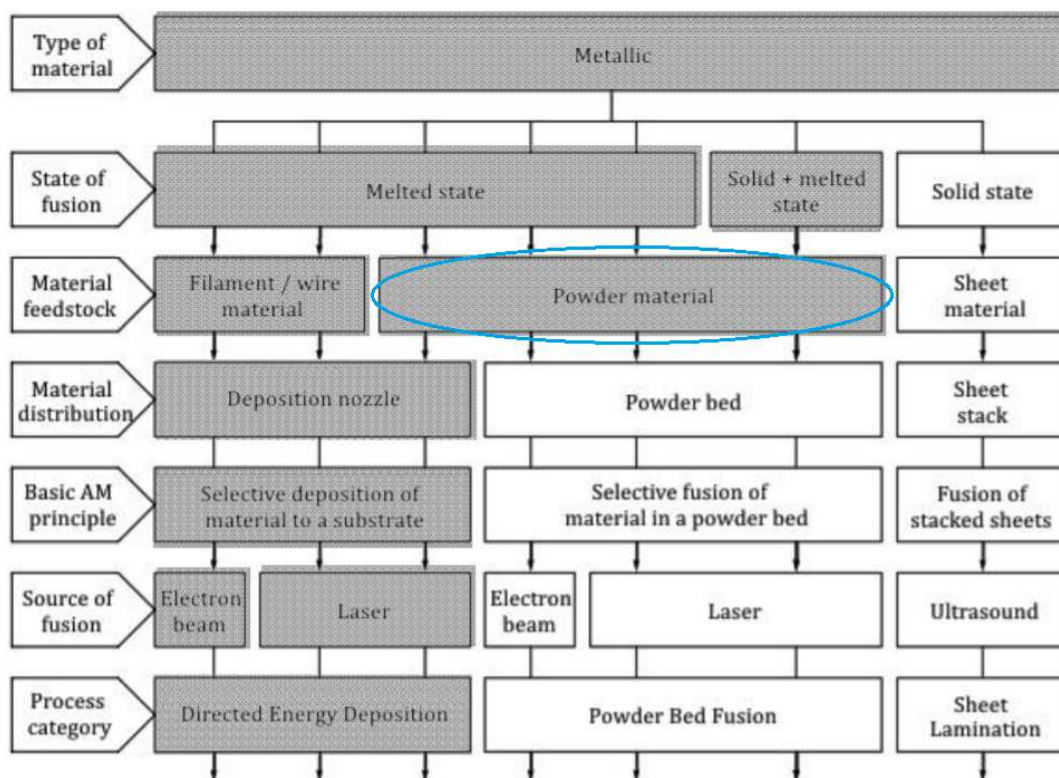 Type of
material
Metallic
State of
fusion
Melted state
Solid + melted
state
Solid state
Material
feedstock
Filament / wire
material
Powder material
Sheet
material
Material
distribution
Deposition nozzle
Powder bed
Sheet
stack
Basic AM
principle
Selective deposition of
material to a substrate
Selective fusion of
material in a powder bed
Fusion of
stacked sheets
Source of
fusion
Electron
beam
Laser
Electron
beam
Laser
Ultrasound
Process
category
Directed Energy Deposition
Powder Bed Fusion
Sheet
Lamination